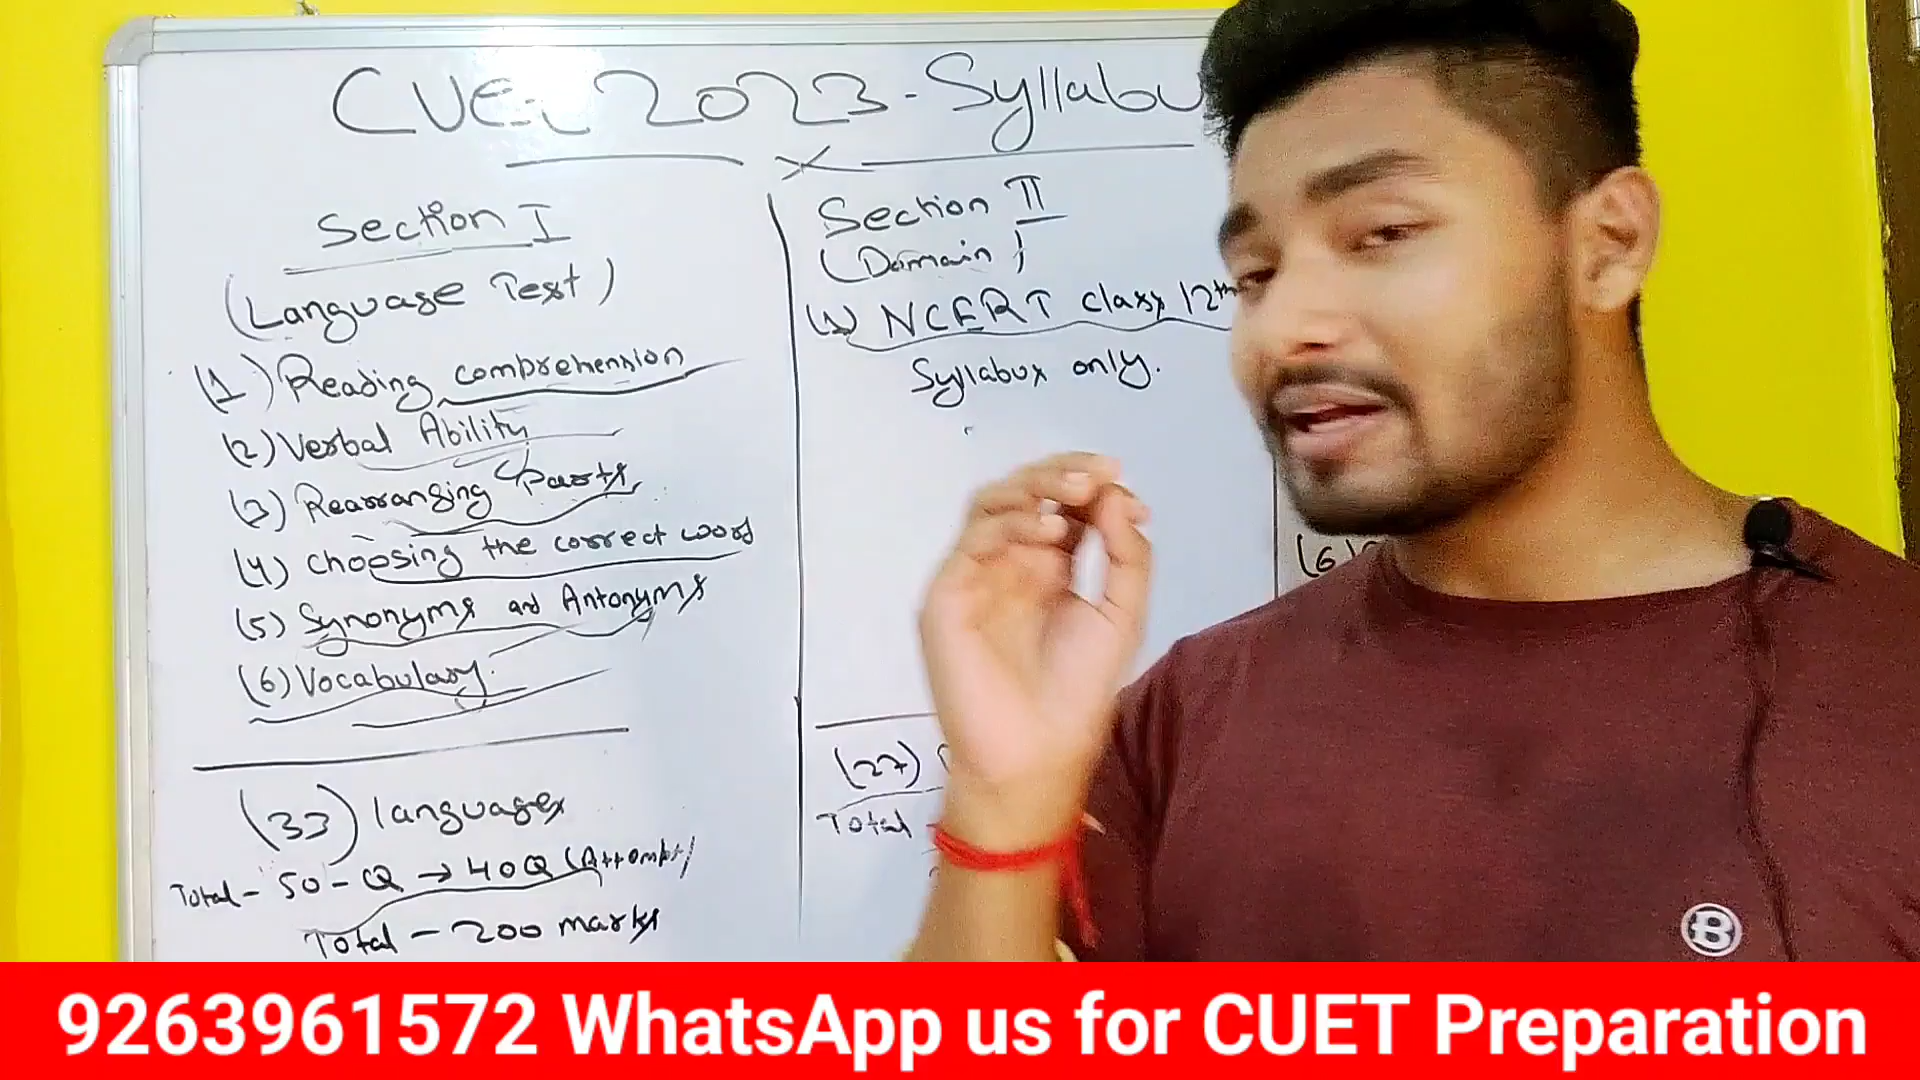 CUET 2023 - Syllabu
Section I
(Language Test)
(1) Reading comprehension
(2) Verbal Ability
(3) Rearranging Parts
(4) choosing the correct word
(5) Synonyms and Antonyms
(6) Vocabulary.
(33) languages
Total - 50 - Q → 40Q (Attempt)
Total - 200 marks
Section II
(Domain)
(1) NCERT class 12th
Syllabus only.
(27)
Total
(6)
B
9263961572 WhatsApp us for CUET Preparation